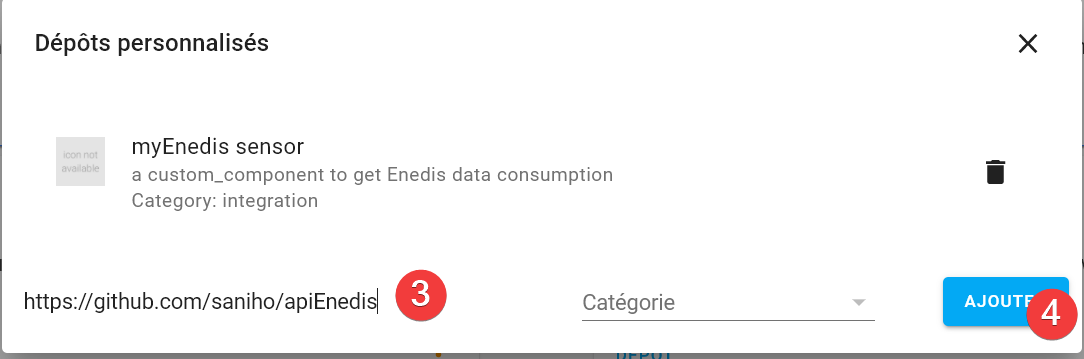 Dépôts personnalisés
icon not
available
myEnedis sensor
a custom_component to get Enedis data consumption
Category: integration
https://github.com/saniho/apiEnedis
3
Catégorie
AJOUTE
4
DÉPÔT